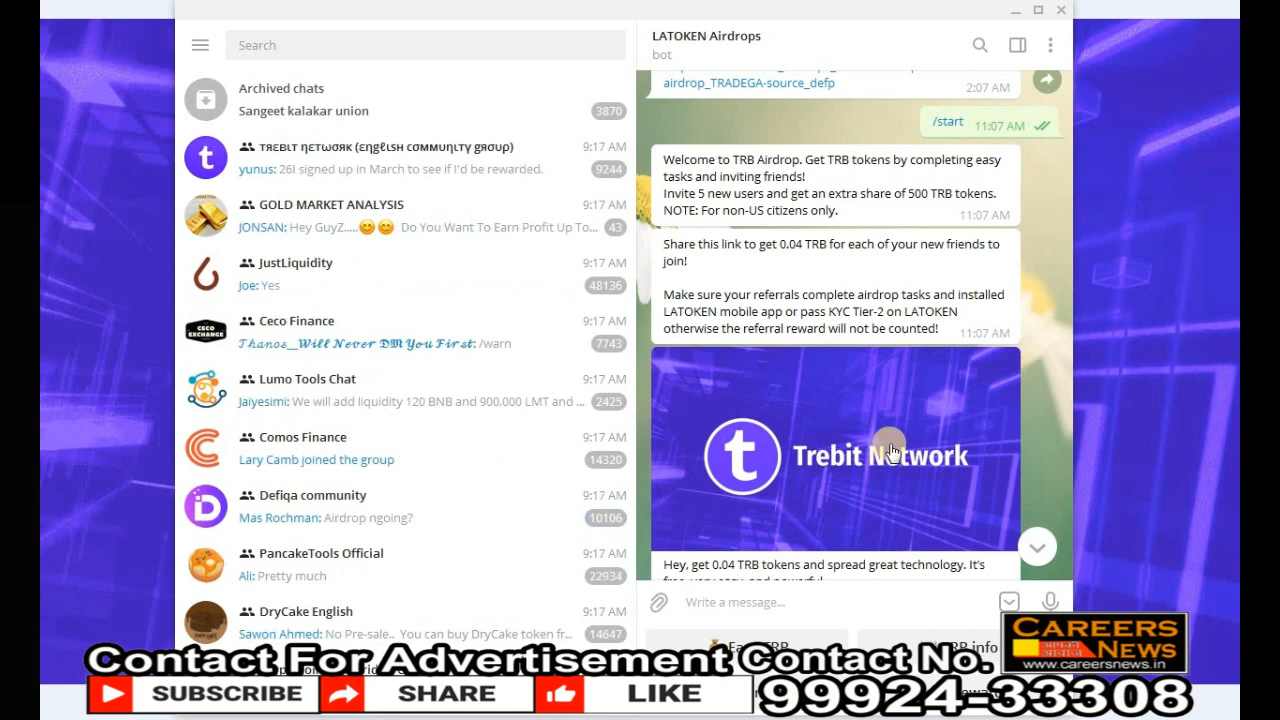 Search
Archived chats
Sangeet kalakar union
3870
9:17 AM
yunus: 26I signed up in March to see if I'd be rewarded.
9244
GOLD MARKET ANALYSIS
9:17 AM
JONSAN: Hey GuyZ.....😊😊 Do You Want To Earn Profit Up To...
43
JustLiquidity
9:17 AM
Joe: Yes
48136
CECO
EXCHANGE
Ceco Finance
9:17 AM
Thanos__Will Never DM You First: /warn
7743
Lumo Tools Chat
9:17 AM
Jaiyesimi: We will add liquidity 120 BNB and 900,000 LMT and ...
2425
Comos Finance
9:17 AM
Lary Camb joined the group
14320
Defiqa community
9:17 AM
Mas Rochman: Airdrop ngoing?
10106
PancakeTools Official
9:17 AM
Ali: Pretty much
22934
DryCake English
9:17 AM
Sawon Ahmed: No Pre-sale.. You can buy DryCake token fr...
14647
LATOKEN Airdrops
bot
airdrop_TRADEGA-source_defp
2:07 AM
/start
11:07 AM
Welcome to TRB Airdrop. Get TRB tokens by completing easy
tasks and inviting friends!
Invite 5 new users and get an extra share of 500 TRB tokens.
NOTE: For non-US citizens only.
11:07 AM
Share this link to get 0.04 TRB for each of your new friends to
join!
Make sure your referrals complete airdrop tasks and installed
LATOKEN mobile app or pass KYC Tier-2 on LATOKEN
otherwise the referral reward will not be counted!
11:07 AM
t Trebit Network
Hey, get 0.04 TRB tokens and spread great technology. It's
Write a message...
info
CAREERS
NEWS
www.careersnews.in
Contact For Advertisement Contact No.
SUBSCRIBE
SHARE
LIKE
99924-33308